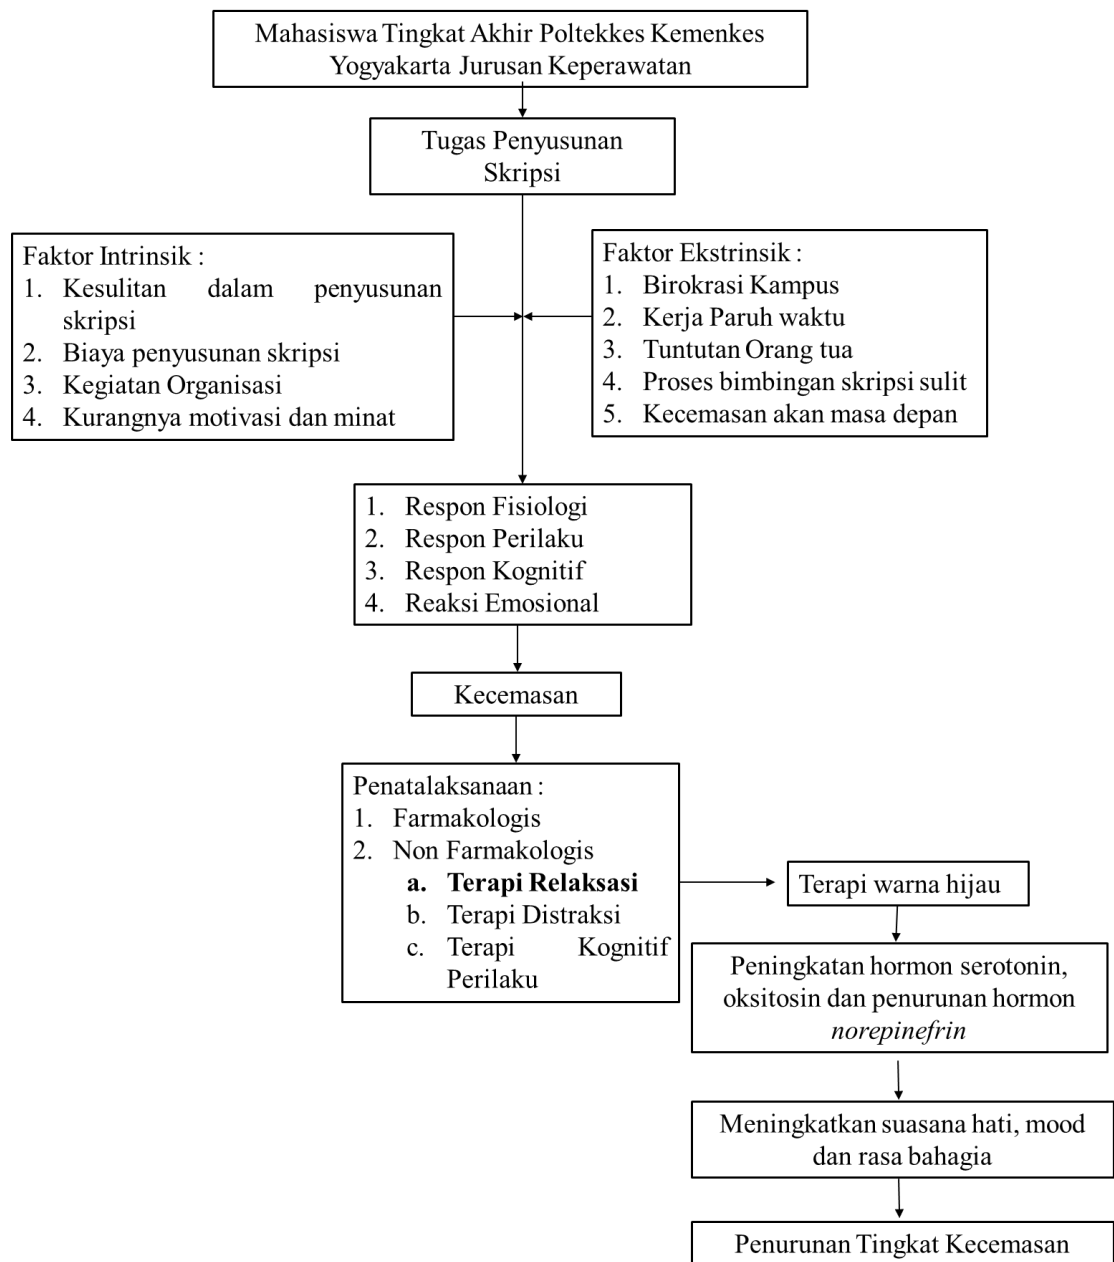 Mahasiswa Tingkat Akhir Poltekkes Kemenkes
Yogyakarta Jurusan Keperawatan
Tugas Penyusunan
Skripsi
Faktor Intrinsik :
1. Kesulitan dalam penyusunan
skripsi
2. Biaya penyusunan skripsi
3. Kegiatan Organisasi
4. Kurangnya motivasi dan minat
Faktor Ekstrinsik :
1. Birokrasi Kampus
2. Kerja Paruh waktu
3. Tuntutan Orang tua
4. Proses bimbingan skripsi sulit
5. Kecemasan akan masa depan
1. Respon Fisiologi
2. Respon Perilaku
3. Respon Kognitif
4. Reaksi Emosional
Kecemasan
Penatalaksanaan :
1. Farmakologis
2. Non Farmakologis
a. Terapi Relaksasi
b. Terapi Distraksi
c. Terapi Kognitif
Perilaku
Terapi warna hijau
Peningkatan hormon serotonin,
oksitosin dan penurunan hormon
norepinefrin
Meningkatkan suasana hati, mood
dan rasa bahagia
Penurunan Tingkat Kecemasan